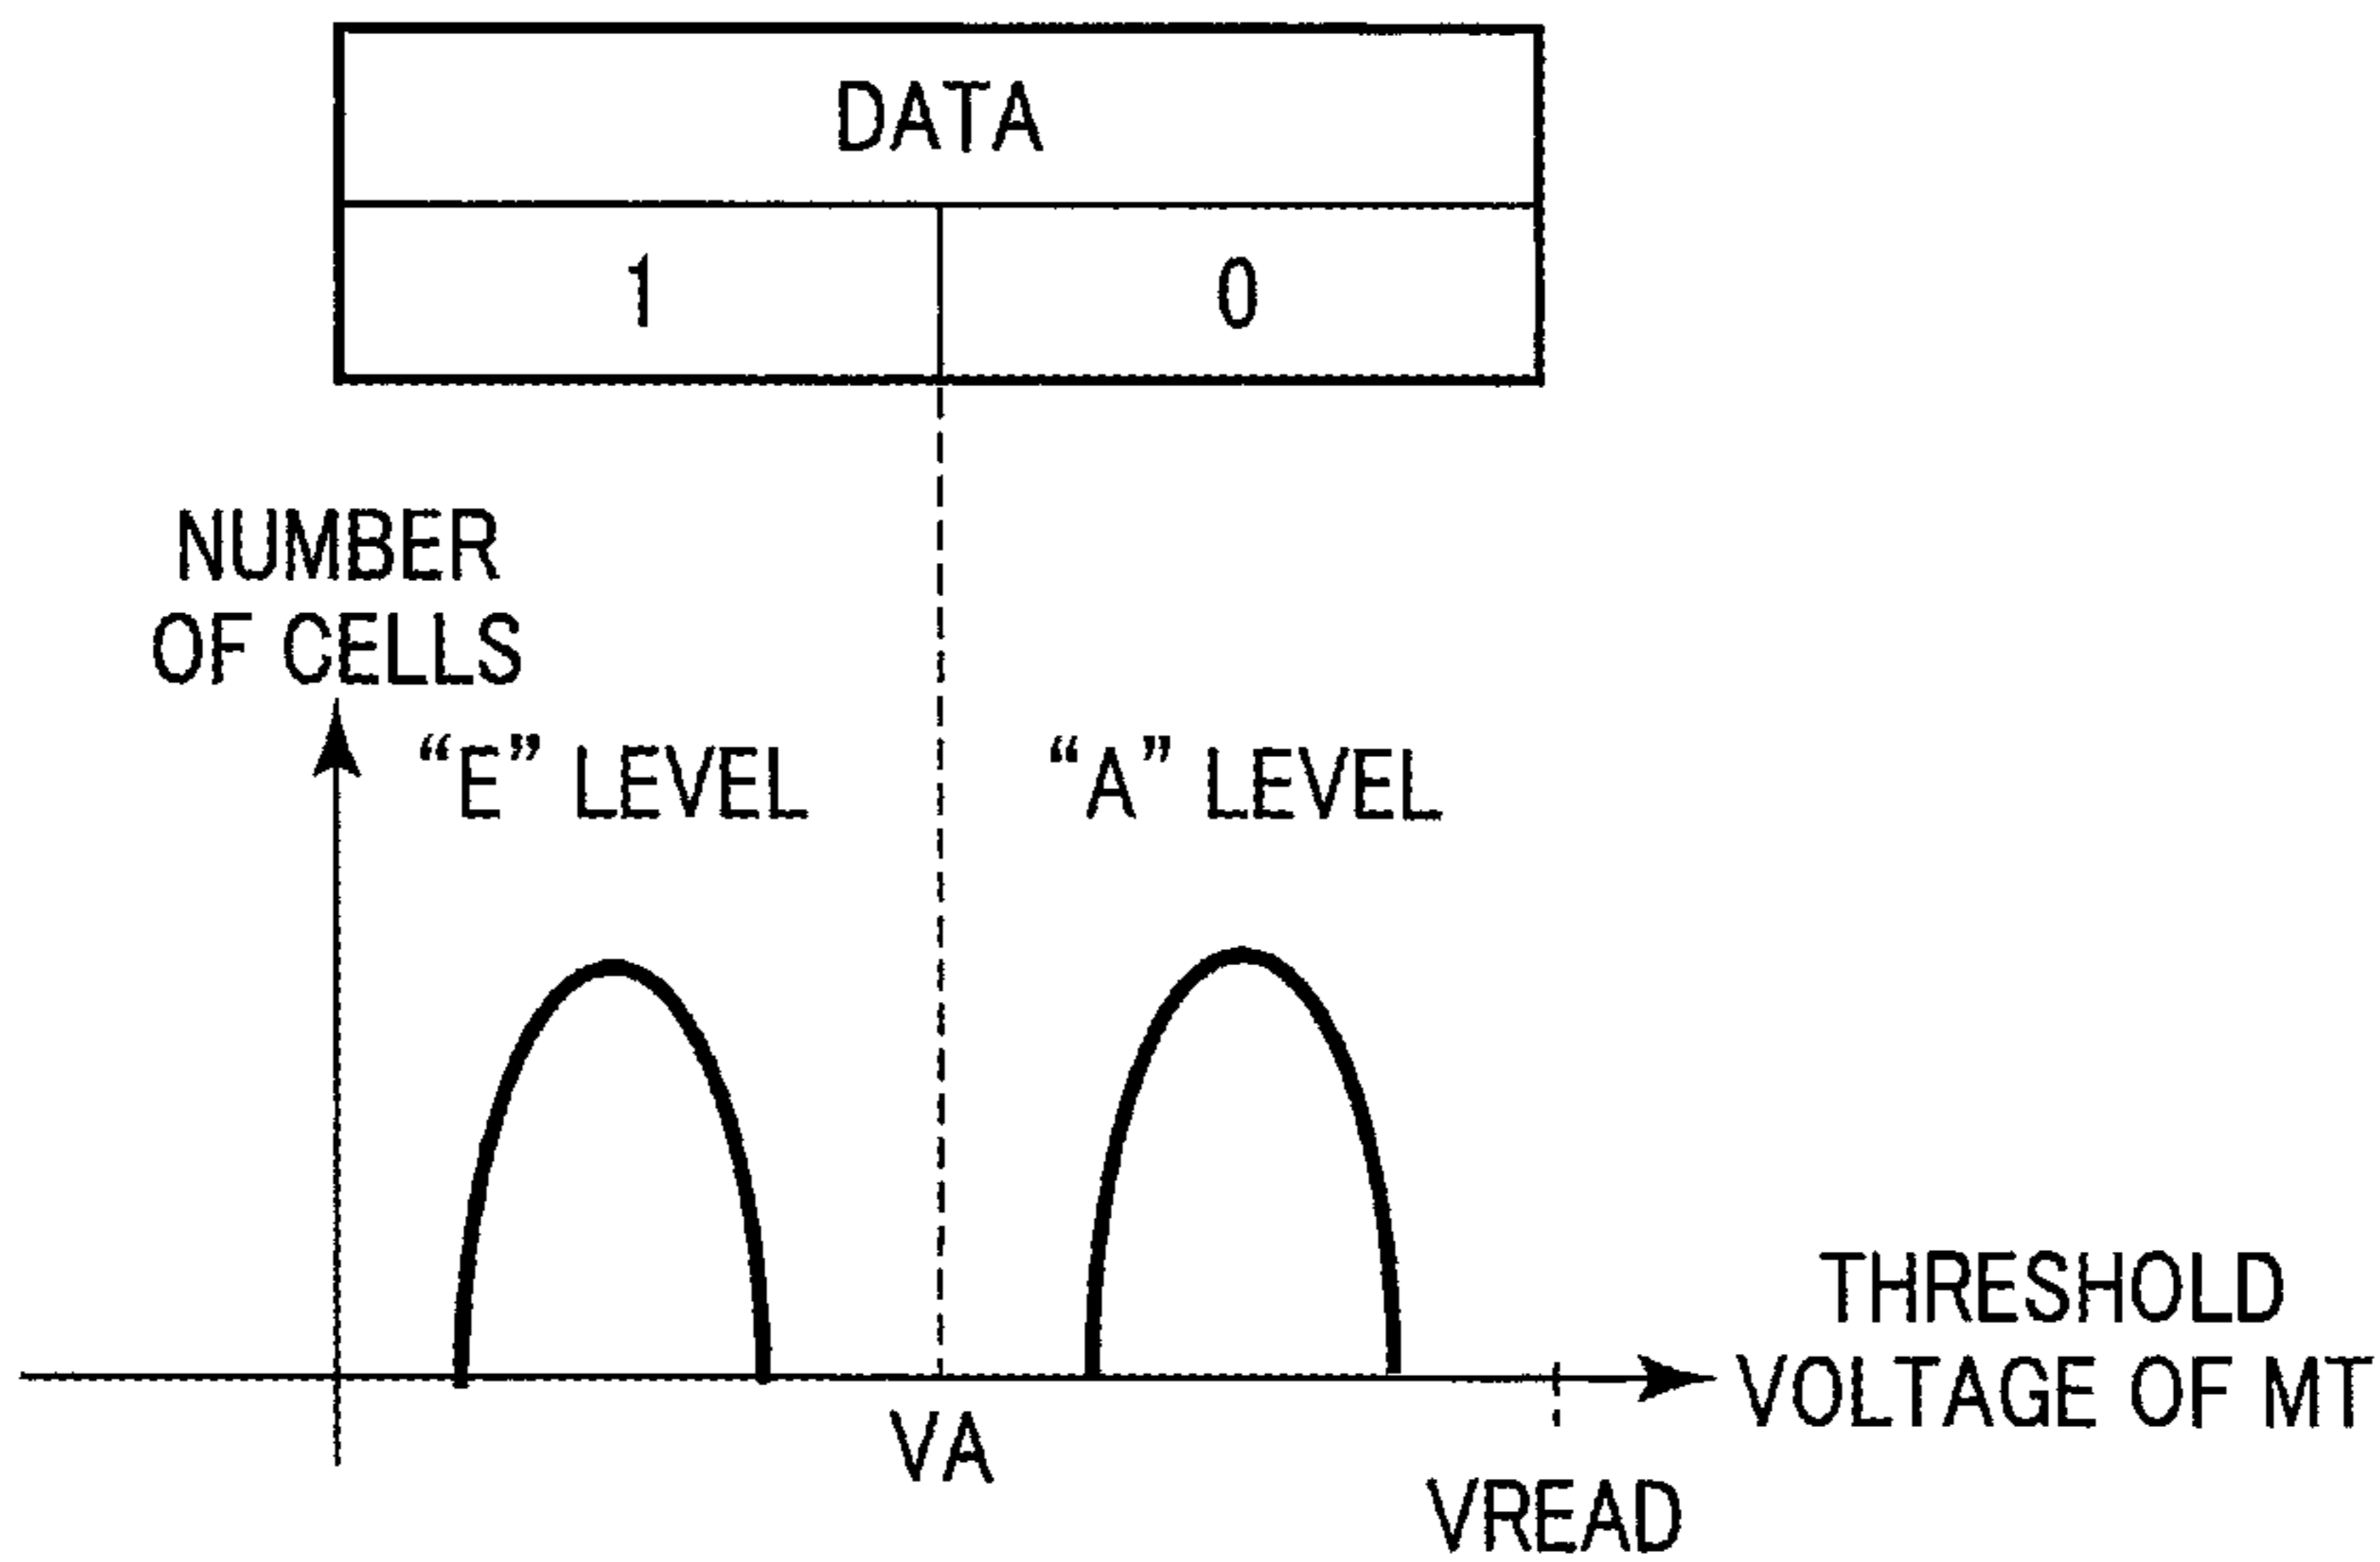 DATA
1 0
NUMBER
OF CELLS
“E” LEVEL “A” LEVEL
THRESHOLD
VOLTAGE OF MT
VA
VREAD